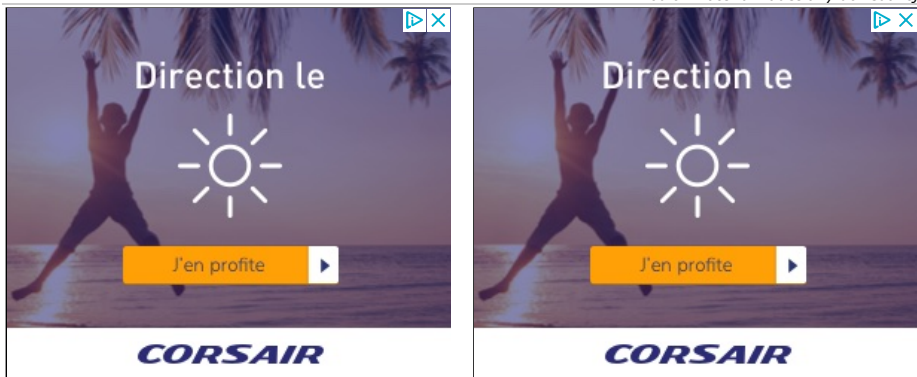 Direction le
J'en profite
CORSAIR
Direction le
J'en profite
CORSAIR